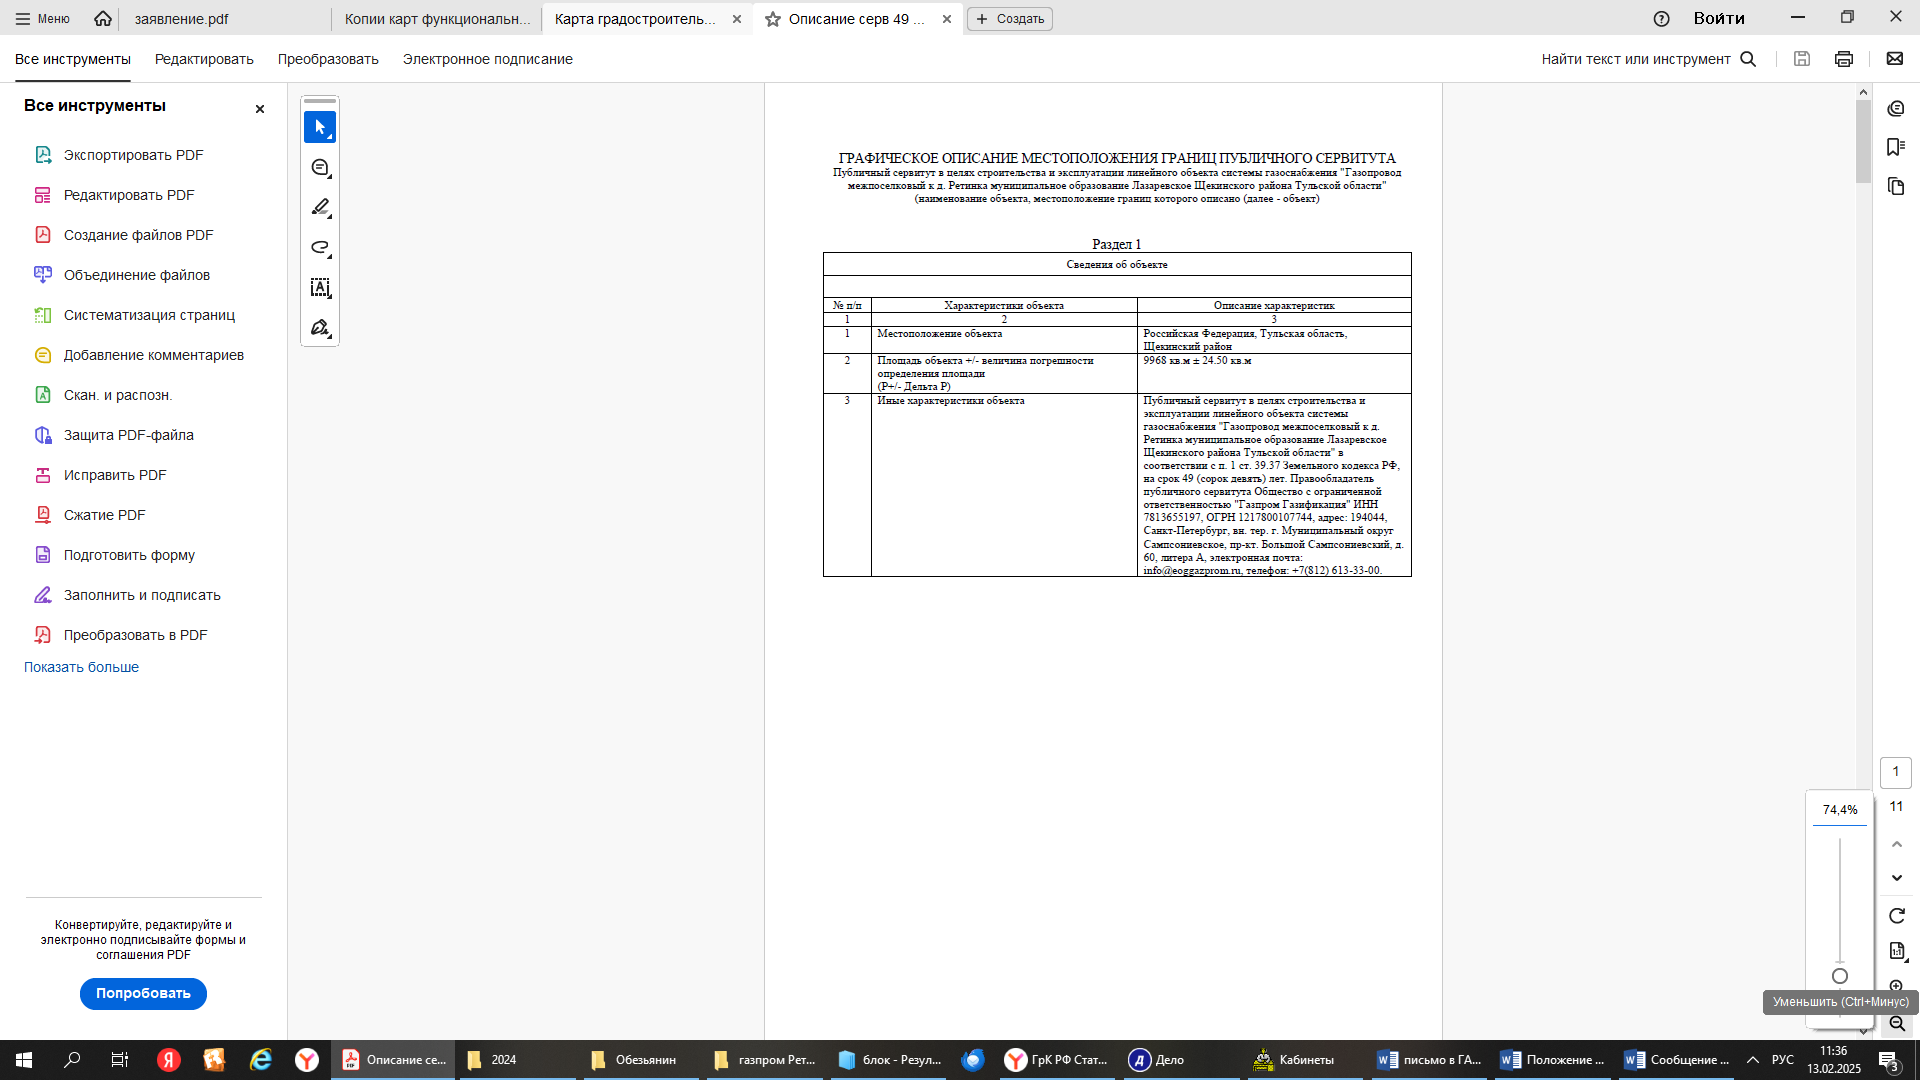 Меню
заявление.pdf
Копии карт функциональн...
Карта градостроитель...
Описание серв 49 ...
Создать
Войти
Все инструменты
Редактировать
Преобразовать
Электронное подписание
Найти текст или инструмент
Все инструменты
Экспортировать PDF
Редактировать PDF
Создание файлов PDF
Объединение файлов
Систематизация страниц
Добавление комментариев
Скан. и распозн.
Защита PDF-файла
Исправить PDF
Сжатие PDF
Подготовить форму
Заполнить и подписать
Преобразовать в PDF
Показать больше
Конвертируйте, редактируйте и
электронно подписывайте формы и
соглашения PDF
Попробовать
ГРАФИЧЕСКОЕ ОПИСАНИЕ МЕСТОПОЛОЖЕНИЯ ГРАНИЦ ПУБЛИЧНОГО СЕРВИТУТА
Публичный сервитут в целях строительства и эксплуатации линейного объекта системы газоснабжения "Газопровод
межпоселковый к д. Ретинка муниципальное образование Лазаревское Щекинского района Тульской области"
(наименование объекта, местоположение границ которого описано (далее - объект)
Раздел 1
Сведения об объекте
№ п/п
Характеристики объекта
Описание характеристик
1
2
3
1
Местоположение объекта
Российская Федерация, Тульская область,
Щекинский район
2
Площадь объекта +/- величина погрешности
определения площади
(P+/- Дельта P)
9968 кв.м ± 24.50 кв.м
3
Иные характеристики объекта
Публичный сервитут в целях строительства и
эксплуатации линейного объекта системы
газоснабжения "Газопровод межпоселковый к д.
Ретинка муниципальное образование Лазаревское
Щекинского района Тульской области" в
соответствии с п. 1 ст. 39.37 Земельного кодекса РФ,
на срок 49 (сорок девять) лет. Правообладатель
публичного сервитута Общество с ограниченной
ответственностью "Газпром Газификация" ИНН
7813655197, ОГРН 1217800107744, адрес: 194044,
Санкт-Петербург, вн. тер. г. Муниципальный округ
Сампсониевское, пр-кт. Большой Сампсониевский, д.
60, литера А, электронная почта:
info@eoggazprom.ru, телефон: +7(812) 613-33-00.
1
11
74,4%
Уменьшить (Ctrl+Минус)
Описание се...
2024
Обезьянин
газпром Рет...
блок - Резул...
ГрК РФ Стат...
Дело
Кабинеты
письмо в ГА...
Положение ...
Сообщение ...
РУС
11:36
13.02.2025
3